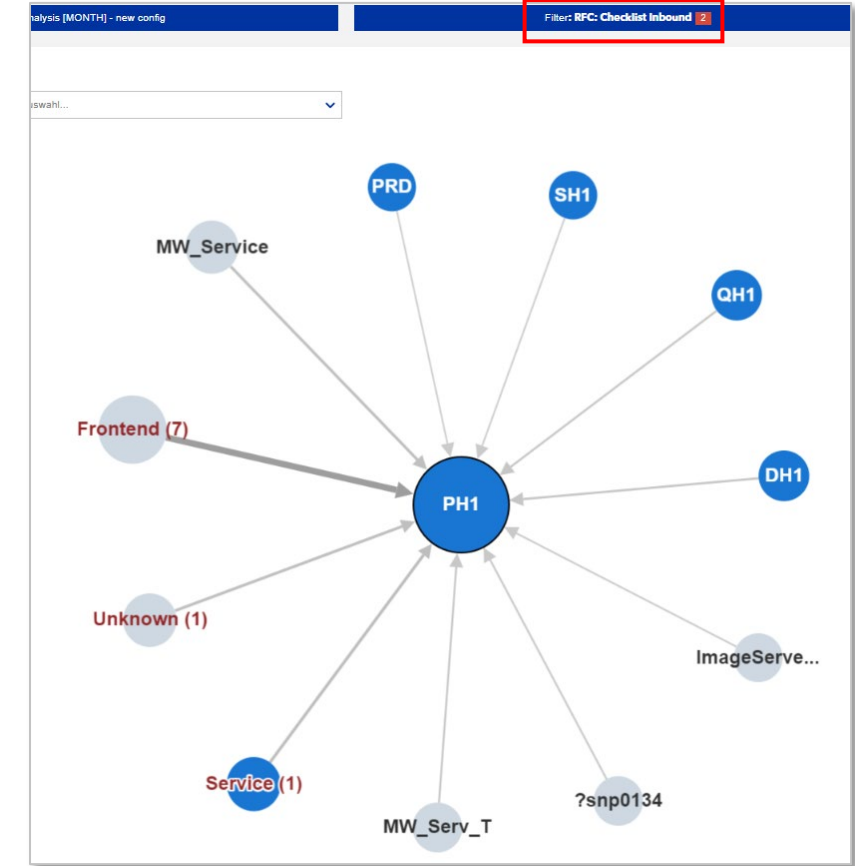 nalysis [MONTH] - new config
Filter: RFC: Checklist Inbound 2
uswahl...
PRD
SH1
MW_Service
QH1
Frontend (7)
DH1
PH1
Unknown (1)
ImageServe...
Service (1)
?snp0134
MW_Serv_T